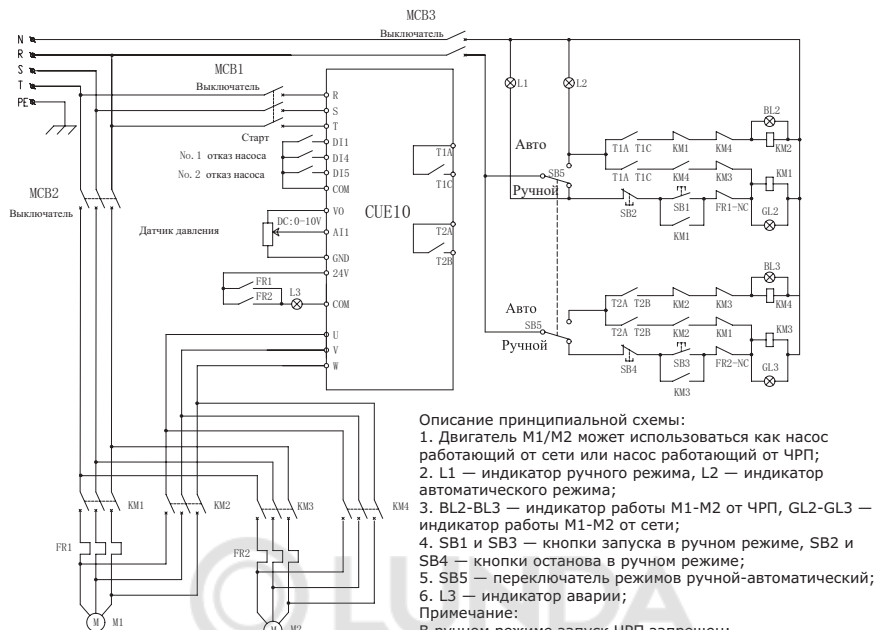 MCB3
Выключатель
N
R
S
T
PE
MCB1
Выключатель
R
S
T
Старт
DI1
No. 1 отказ насоса
DI4
No. 2 отказ насоса
DI5
COM
MCB2
Выключатель
VO
Датчик давления
DC:0-10V
AI1
GND
24V
FR1
FR2
L3
COM
U
V
W
CUE10
T1A
T1C
T2A
T2B
L1
L2
Авто
SB5
Ручной
BL2
T1A T1C
KM1
KM4
KM2
T1A T1C
KM4
KM3
KM1
SB2
SB1
FR1-NC
GL2
KM1
BL3
Авто
SB5
Ручной
T2A T2B
KM2
KM3
KM4
T2A T2B
KM2
KM1
KM3
SB4
SB3
FR2-NC
GL3
KM3
KM1
KM2
KM3
KM4
FR1
FR2
M
M1
M
M2
Описание принципиальной схемы:
1. Двигатель M1/M2 может использоваться как насос
работающий от сети или насос работающий от ЧРП;
2. L1 — индикатор ручного режима, L2 — индикатор
автоматического режима;
3. BL2-BL3 — индикатор работы M1-M2 от ЧРП, GL2-GL3 —
индикатор работы M1-M2 от сети;
4. SB1 и SB3 — кнопки запуска в ручном режиме, SB2 и
SB4 — кнопки останова в ручном режиме;
5. SB5 — переключатель режимов ручной-автоматический;
6. L3 — индикатор аварии;
Примечание:
В ручном режиме запуск ЧРП запрещен;
LUNDA